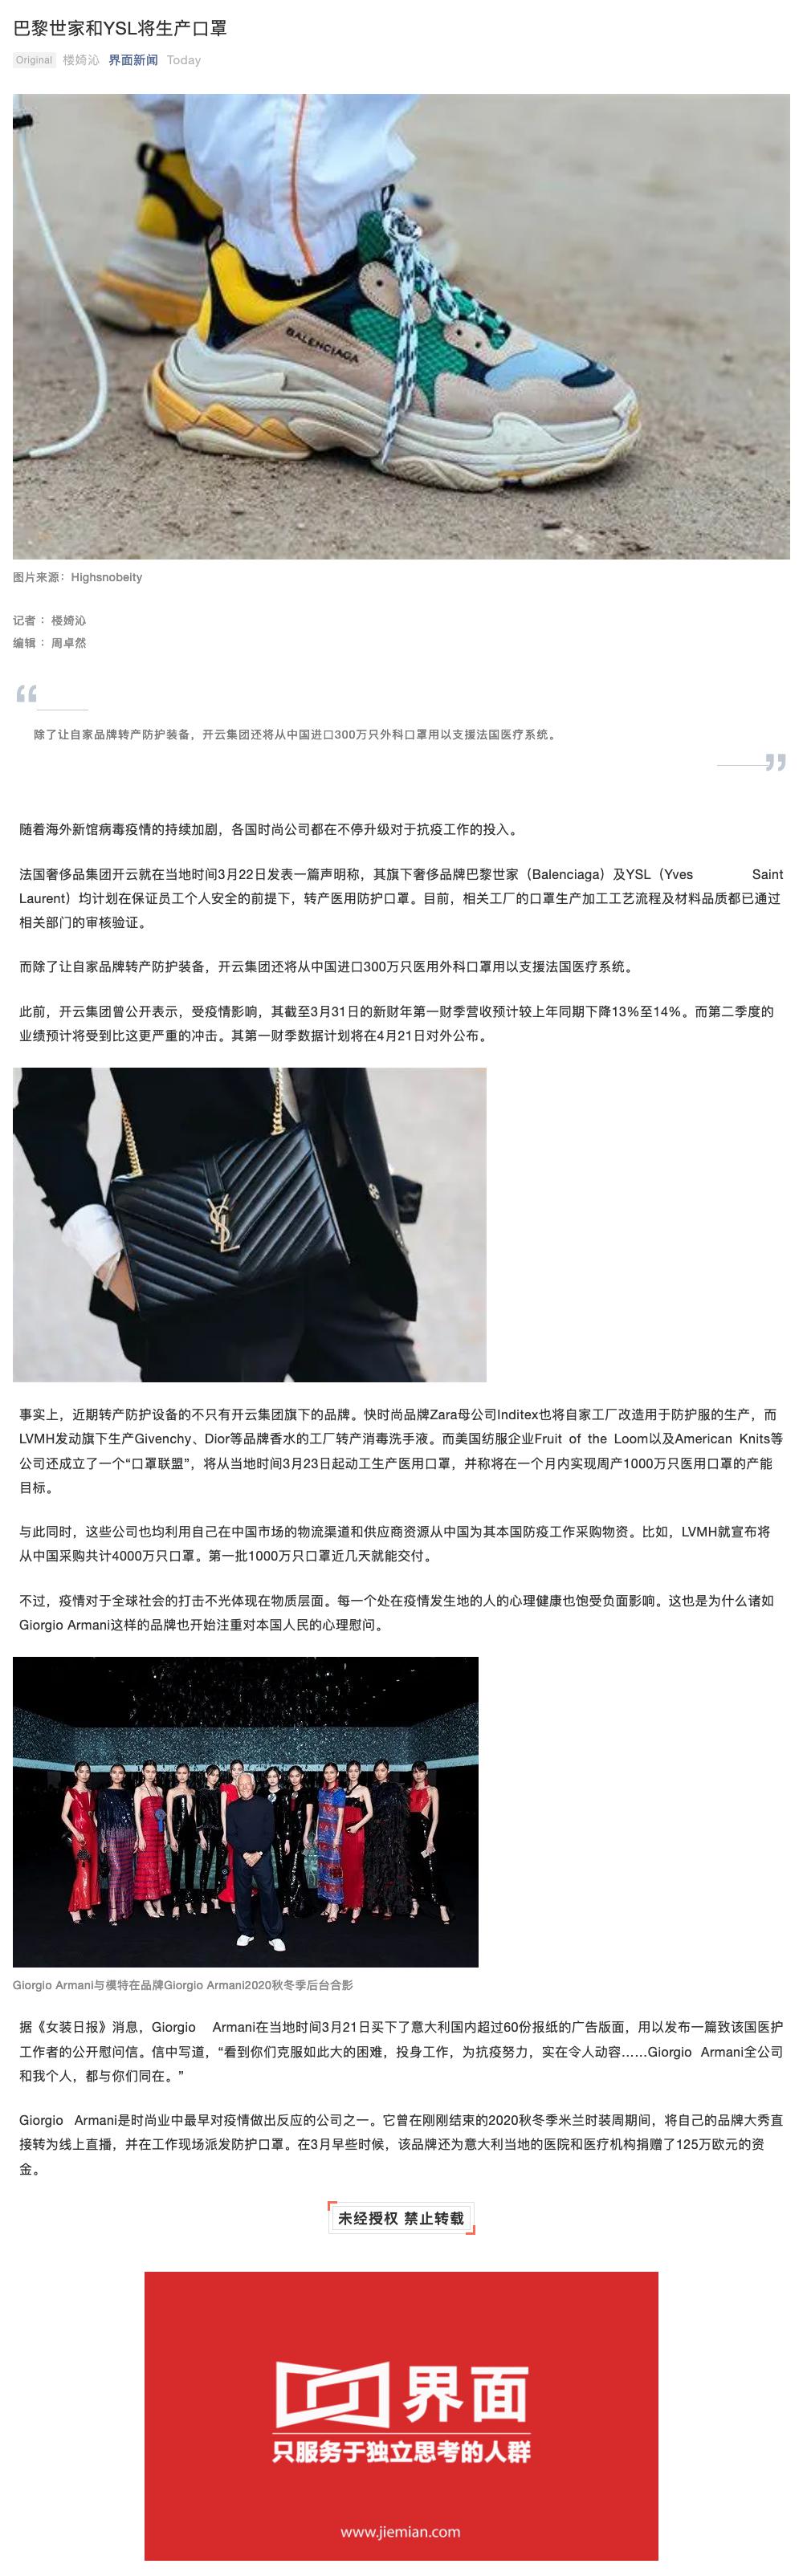 巴黎世家和YSL将生产口罩
Original 楼婍沁 界面新闻 Today
BALENCIAGA
图片来源：Highsnobeity
记者 ：楼婍沁
编辑 ：周卓然
“
除了让自家品牌转产防护装备，开云集团还将从中国进口300万只外科口罩用以支援法国医疗系统。
”
随着海外新馆病毒疫情的持续加剧，各国时尚公司都在不停升级对于抗疫工作的投入。
法国奢侈品集团开云就在当地时间3月22日发表一篇声明称，其旗下奢侈品牌巴黎世家（Balenciaga）及YSL（Yves Saint
Laurent）均计划在保证员工个人安全的前提下，转产医用防护口罩。目前，相关工厂的口罩生产加工工艺流程及材料品质都已通过
相关部门的审核验证。
而除了让自家品牌转产防护装备，开云集团还将从中国进口300万只医用外科口罩用以支援法国医疗系统。
此前，开云集团曾公开表示，受疫情影响，其截至3月31日的新财年第一财季营收预计较上年同期下降13%至14%。而第二季度的
业绩预计将受到比这更严重的冲击。其第一财季数据计划将在4月21日对外公布。
YSL
事实上，近期转产防护设备的不只有开云集团旗下的品牌。快时尚品牌Zara母公司Inditex也将自家工厂改造用于防护服的生产，而
LVMH发动旗下生产Givenchy、Dior等品牌香水的工厂转产消毒洗手液。而美国纺服企业Fruit of the Loom以及American Knits等
公司还成立了一个“口罩联盟”，将从当地时间3月23日起动工生产医用口罩，并称将在一个月内实现周产1000万只医用口罩的产能
目标。
与此同时，这些公司也均利用自己在中国市场的物流渠道和供应商资源从中国为其本国防疫工作采购物资。比如，LVMH就宣布将
从中国采购共计4000万只口罩。第一批1000万只口罩近几天就能交付。
不过，疫情对于全球社会的打击不光体现在物质层面。每一个处在疫情发生地的人的心理健康也饱受负面影响。这也是为什么诸如
Giorgio Armani这样的品牌也开始注重对本国人民的心理慰问。
Giorgio Armani与模特在品牌Giorgio Armani2020秋冬季后台合影
据《女装日报》消息，Giorgio Armani在当地时间3月21日买下了意大利国内超过60份报纸的广告版面，用以发布一篇致该国医护
工作者的公开慰问信。信中写道，“看到你们克服如此大的困难，投身工作，为抗疫努力，实在令人动容……Giorgio Armani全公司
和我个人，都与你们同在。”
Giorgio Armani是时尚业中最早对疫情做出反应的公司之一。它曾在刚刚结束的2020秋冬季米兰时装周期间，将自己的品牌大秀直
接转为线上直播，并在工作现场派发防护口罩。在3月早些时候，该品牌还为意大利当地的医院和医疗机构捐赠了125万欧元的资
金。
未经授权 禁止转载
界面
只服务于独立思考的人群
www.jiemian.com